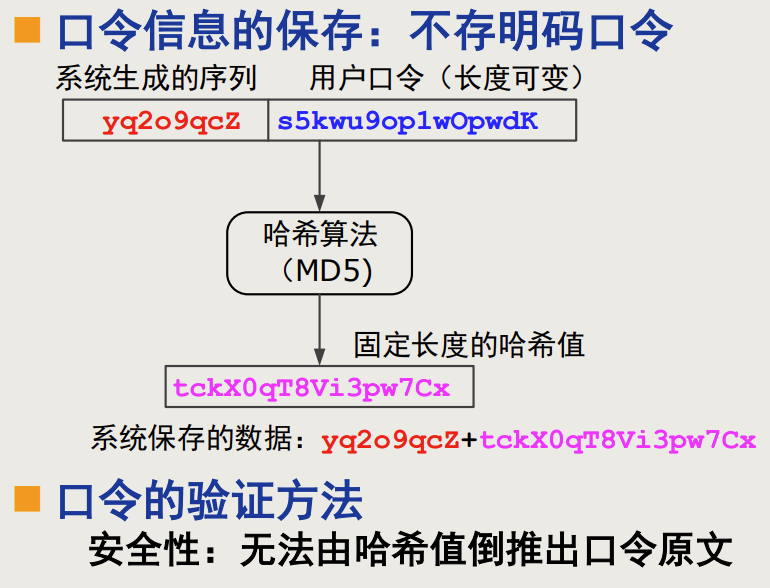 口令信息的保存：不存明码口令
系统生成的序列 用户口令（长度可变）
yq2o9qcZ s5kwu9op1wOpwdK
哈希算法
（MD5)
固定长度的哈希值
tckX0qT8Vi3pw7Cx
系统保存的数据：yq2o9qcZ+tckX0qT8Vi3pw7Cx
口令的验证方法
安全性：无法由哈希值倒推出口令原文